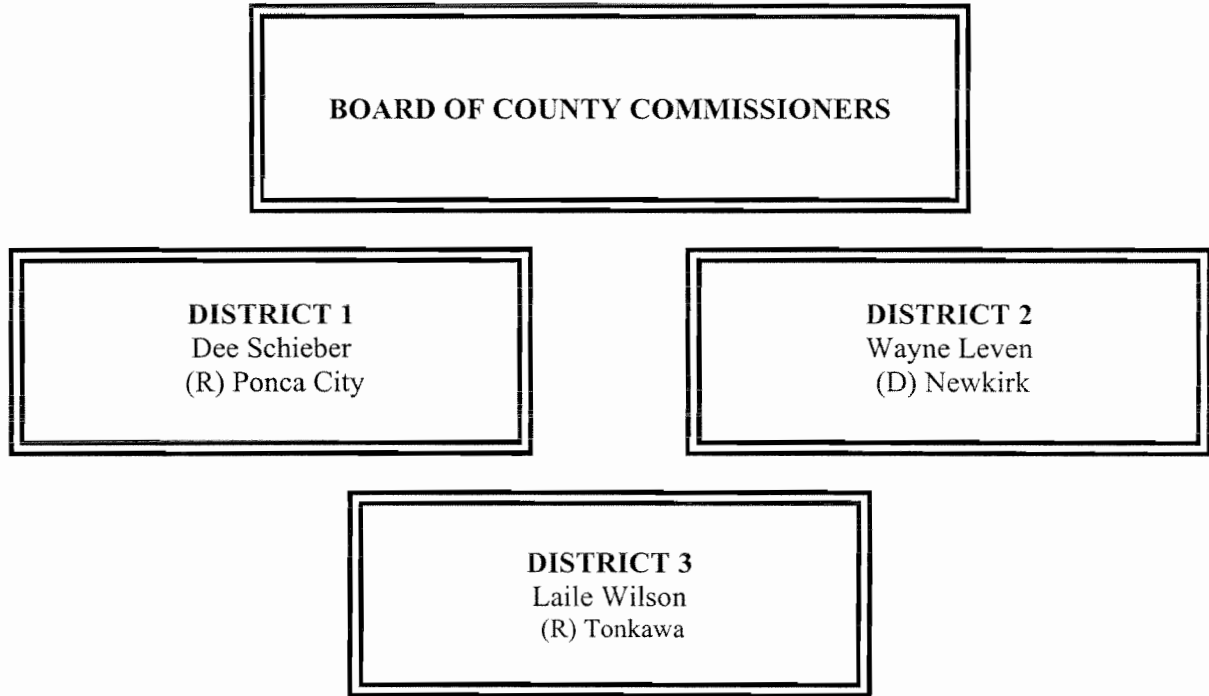 BOARD OF COUNTY COMMISSIONERS
DISTRICT 1
Dee Schieber
(R) Ponca City
DISTRICT 2
Wayne Leven
(D) Newkirk
DISTRICT 3
Laile Wilson
(R) Tonkawa